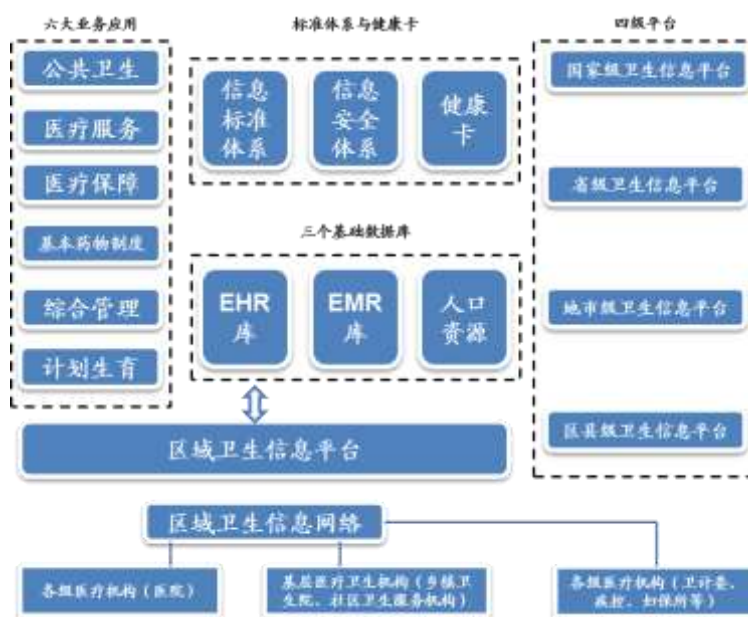 六大业务应用
公共卫生
医疗服务
医疗保障
基本药物制度
综合管理
计划生育
标准体系与健康卡
信息
标准
体系
信息
安全
体系
健康
卡
三个基础数据库
EHR
库
EMR
库
人口
资源
四级平台
国家级卫生信息平台
省级卫生信息平台
地市级卫生信息平台
区县级卫生信息平台
区域卫生信息平台
区域卫生信息网络
各级医疗机构（医院）
基层医疗卫生机构（乡镇卫
生院、社区卫生服务机构）
各级医疗机构（卫计委、
疾控、妇保所等）